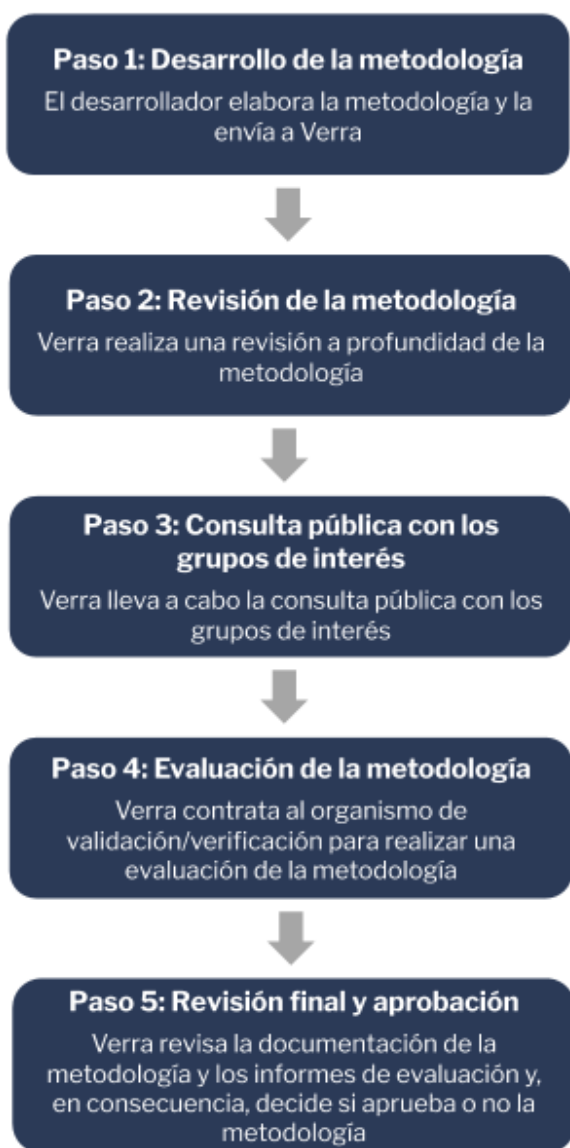 Paso 1: Desarrollo de la metodología
El desarrollador elabora la metodología y la
envía a Verra
Paso 2: Revisión de la metodología
Verra realiza una revisión a profundidad de la
metodología
Paso 3: Consulta pública con los
grupos de interés
Verra lleva a cabo la consulta pública con los
grupos de interés
Paso 4: Evaluación de la metodología
Verra contrata al organismo de
validación/verificación para realizar una
evaluación de la metodología
Paso 5: Revisión final y aprobación
Verra revisa la documentación de la
metodología y los informes de evaluación y,
en consecuencia, decide si aprueba o no la
metodología